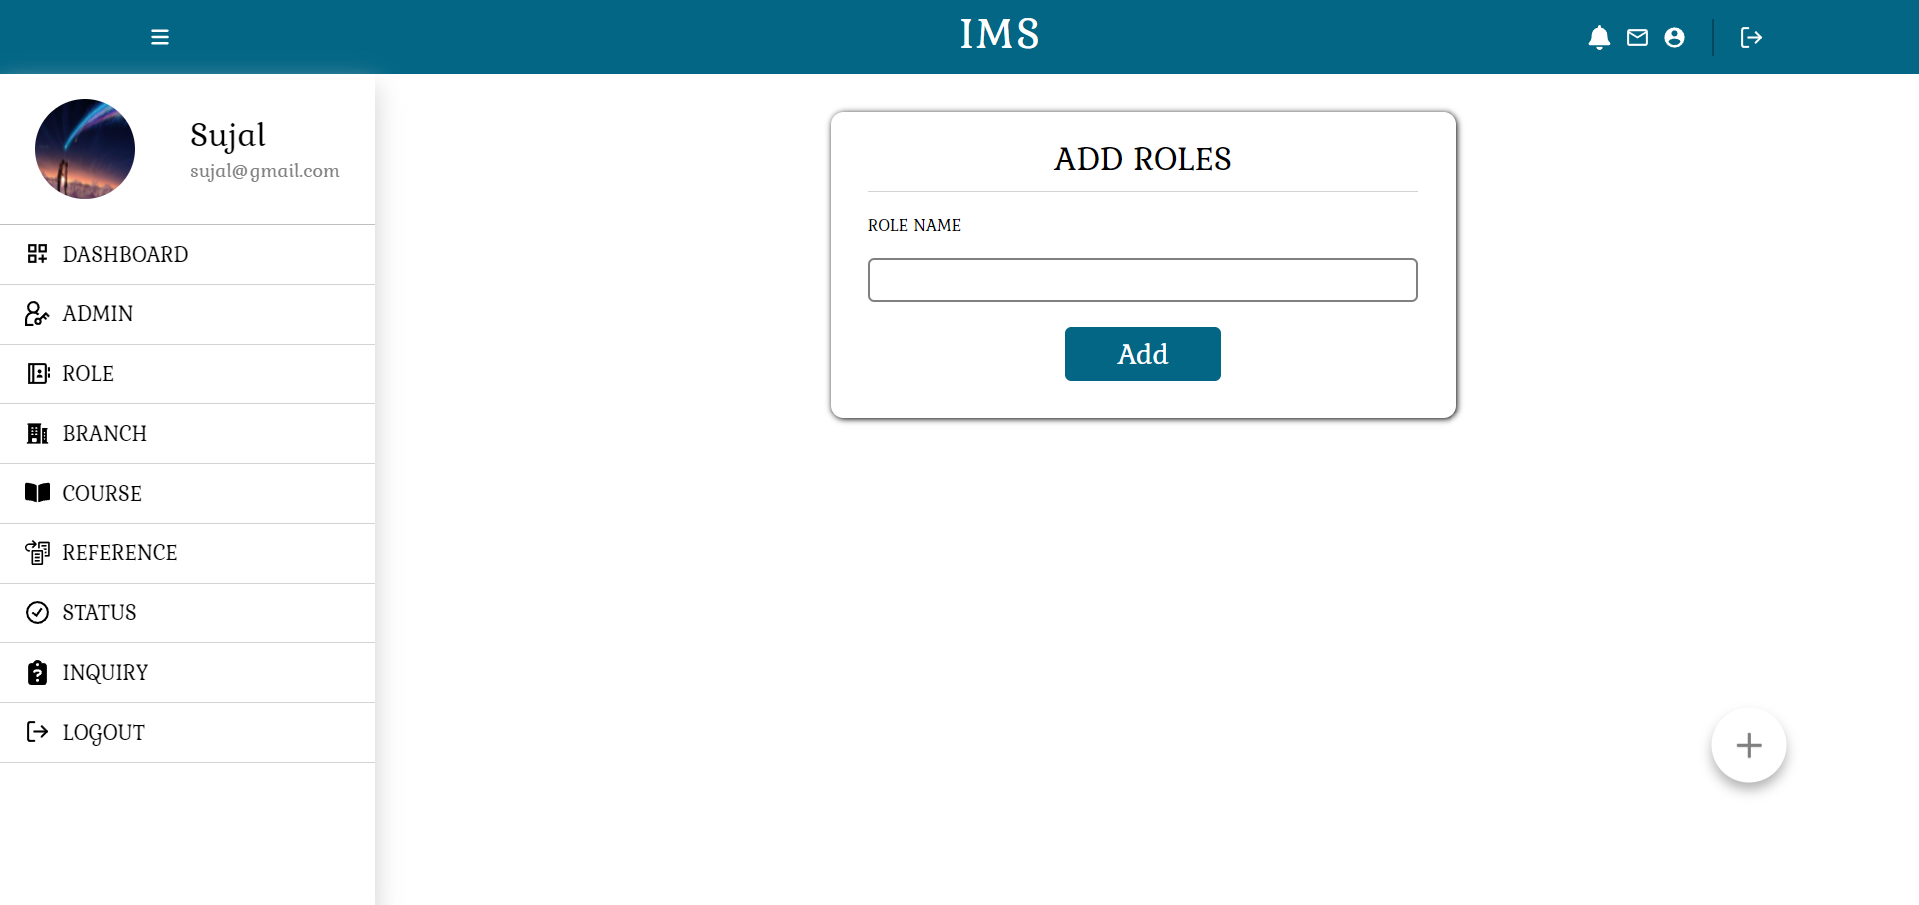 IMS
Sujal
sujal@gmail.com
DASHBOARD
ADMIN
ROLE
BRANCH
COURSE
REFERENCE
STATUS
INQUIRY
LOGOUT
ADD ROLES
ROLE NAME
Add